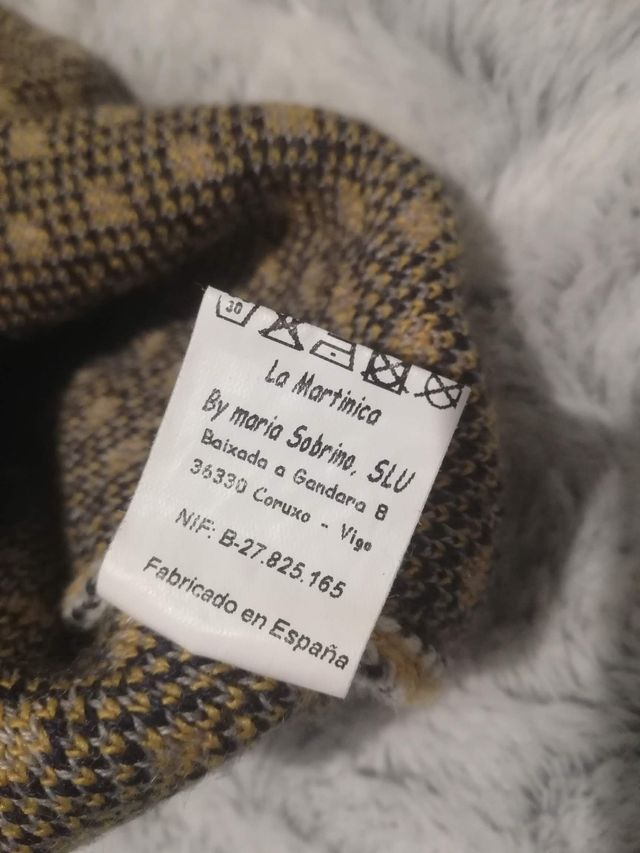 30
La Martinica
By maria Sobrino, SLU
Baixada a Gandara 8
36330 Coruxo - Vigo
NIF: B-27.825.165
Fabricado en España